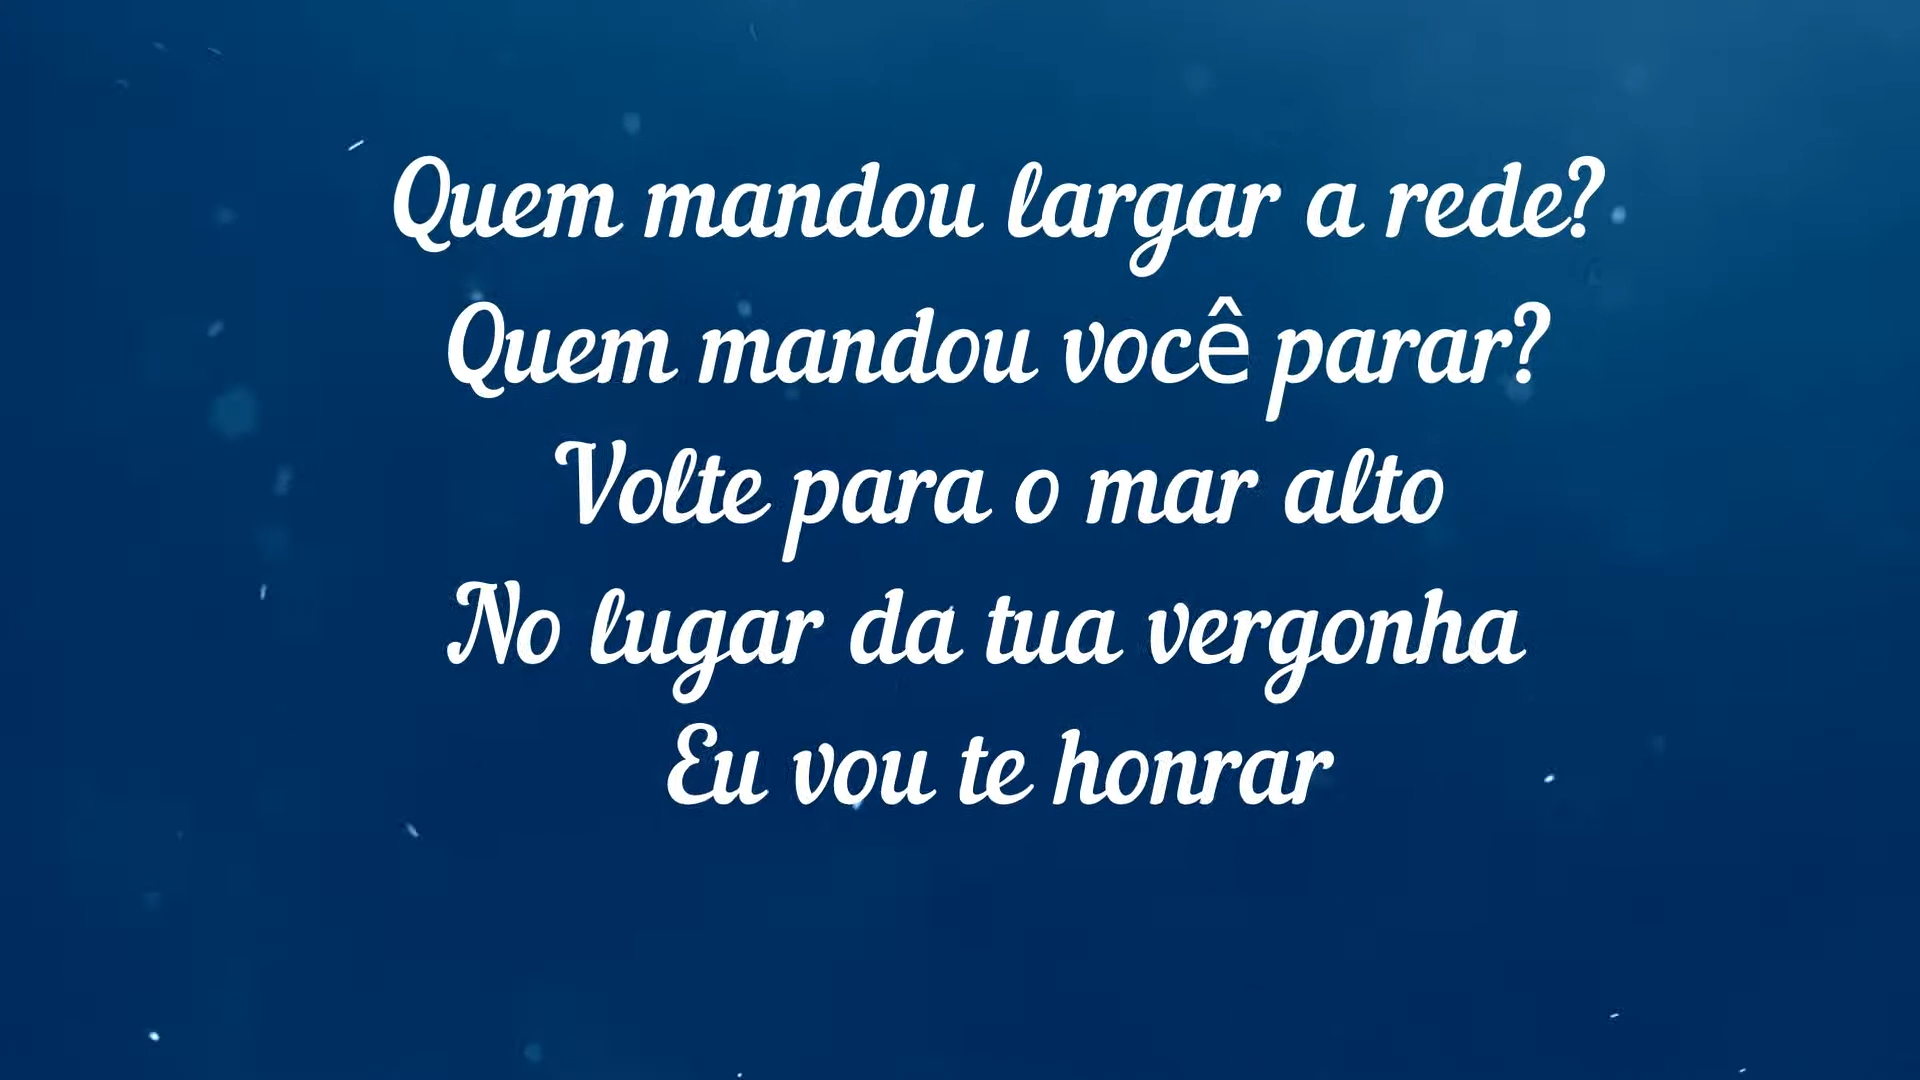 Quem mandou largar a rede?
Quem mandou você parar?
Volte para o mar alto
No lugar da tua vergonha
Eu vou te honrar